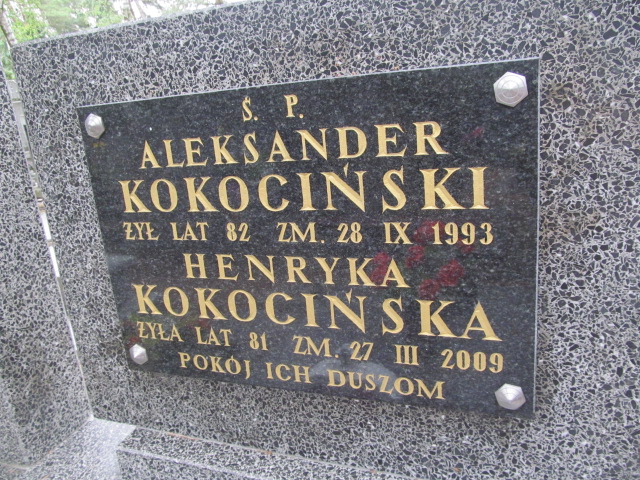 Ś. P.
ALEKSANDER
KOKOCIŃSKI
ŻYŁ LAT 82 ZM. 28 IX 1993
HENRYKA
KOKOCIŃSKA
ŻYŁA LAT 81 ZM. 27 III 2009
POKÓJ ICH DUSZOM